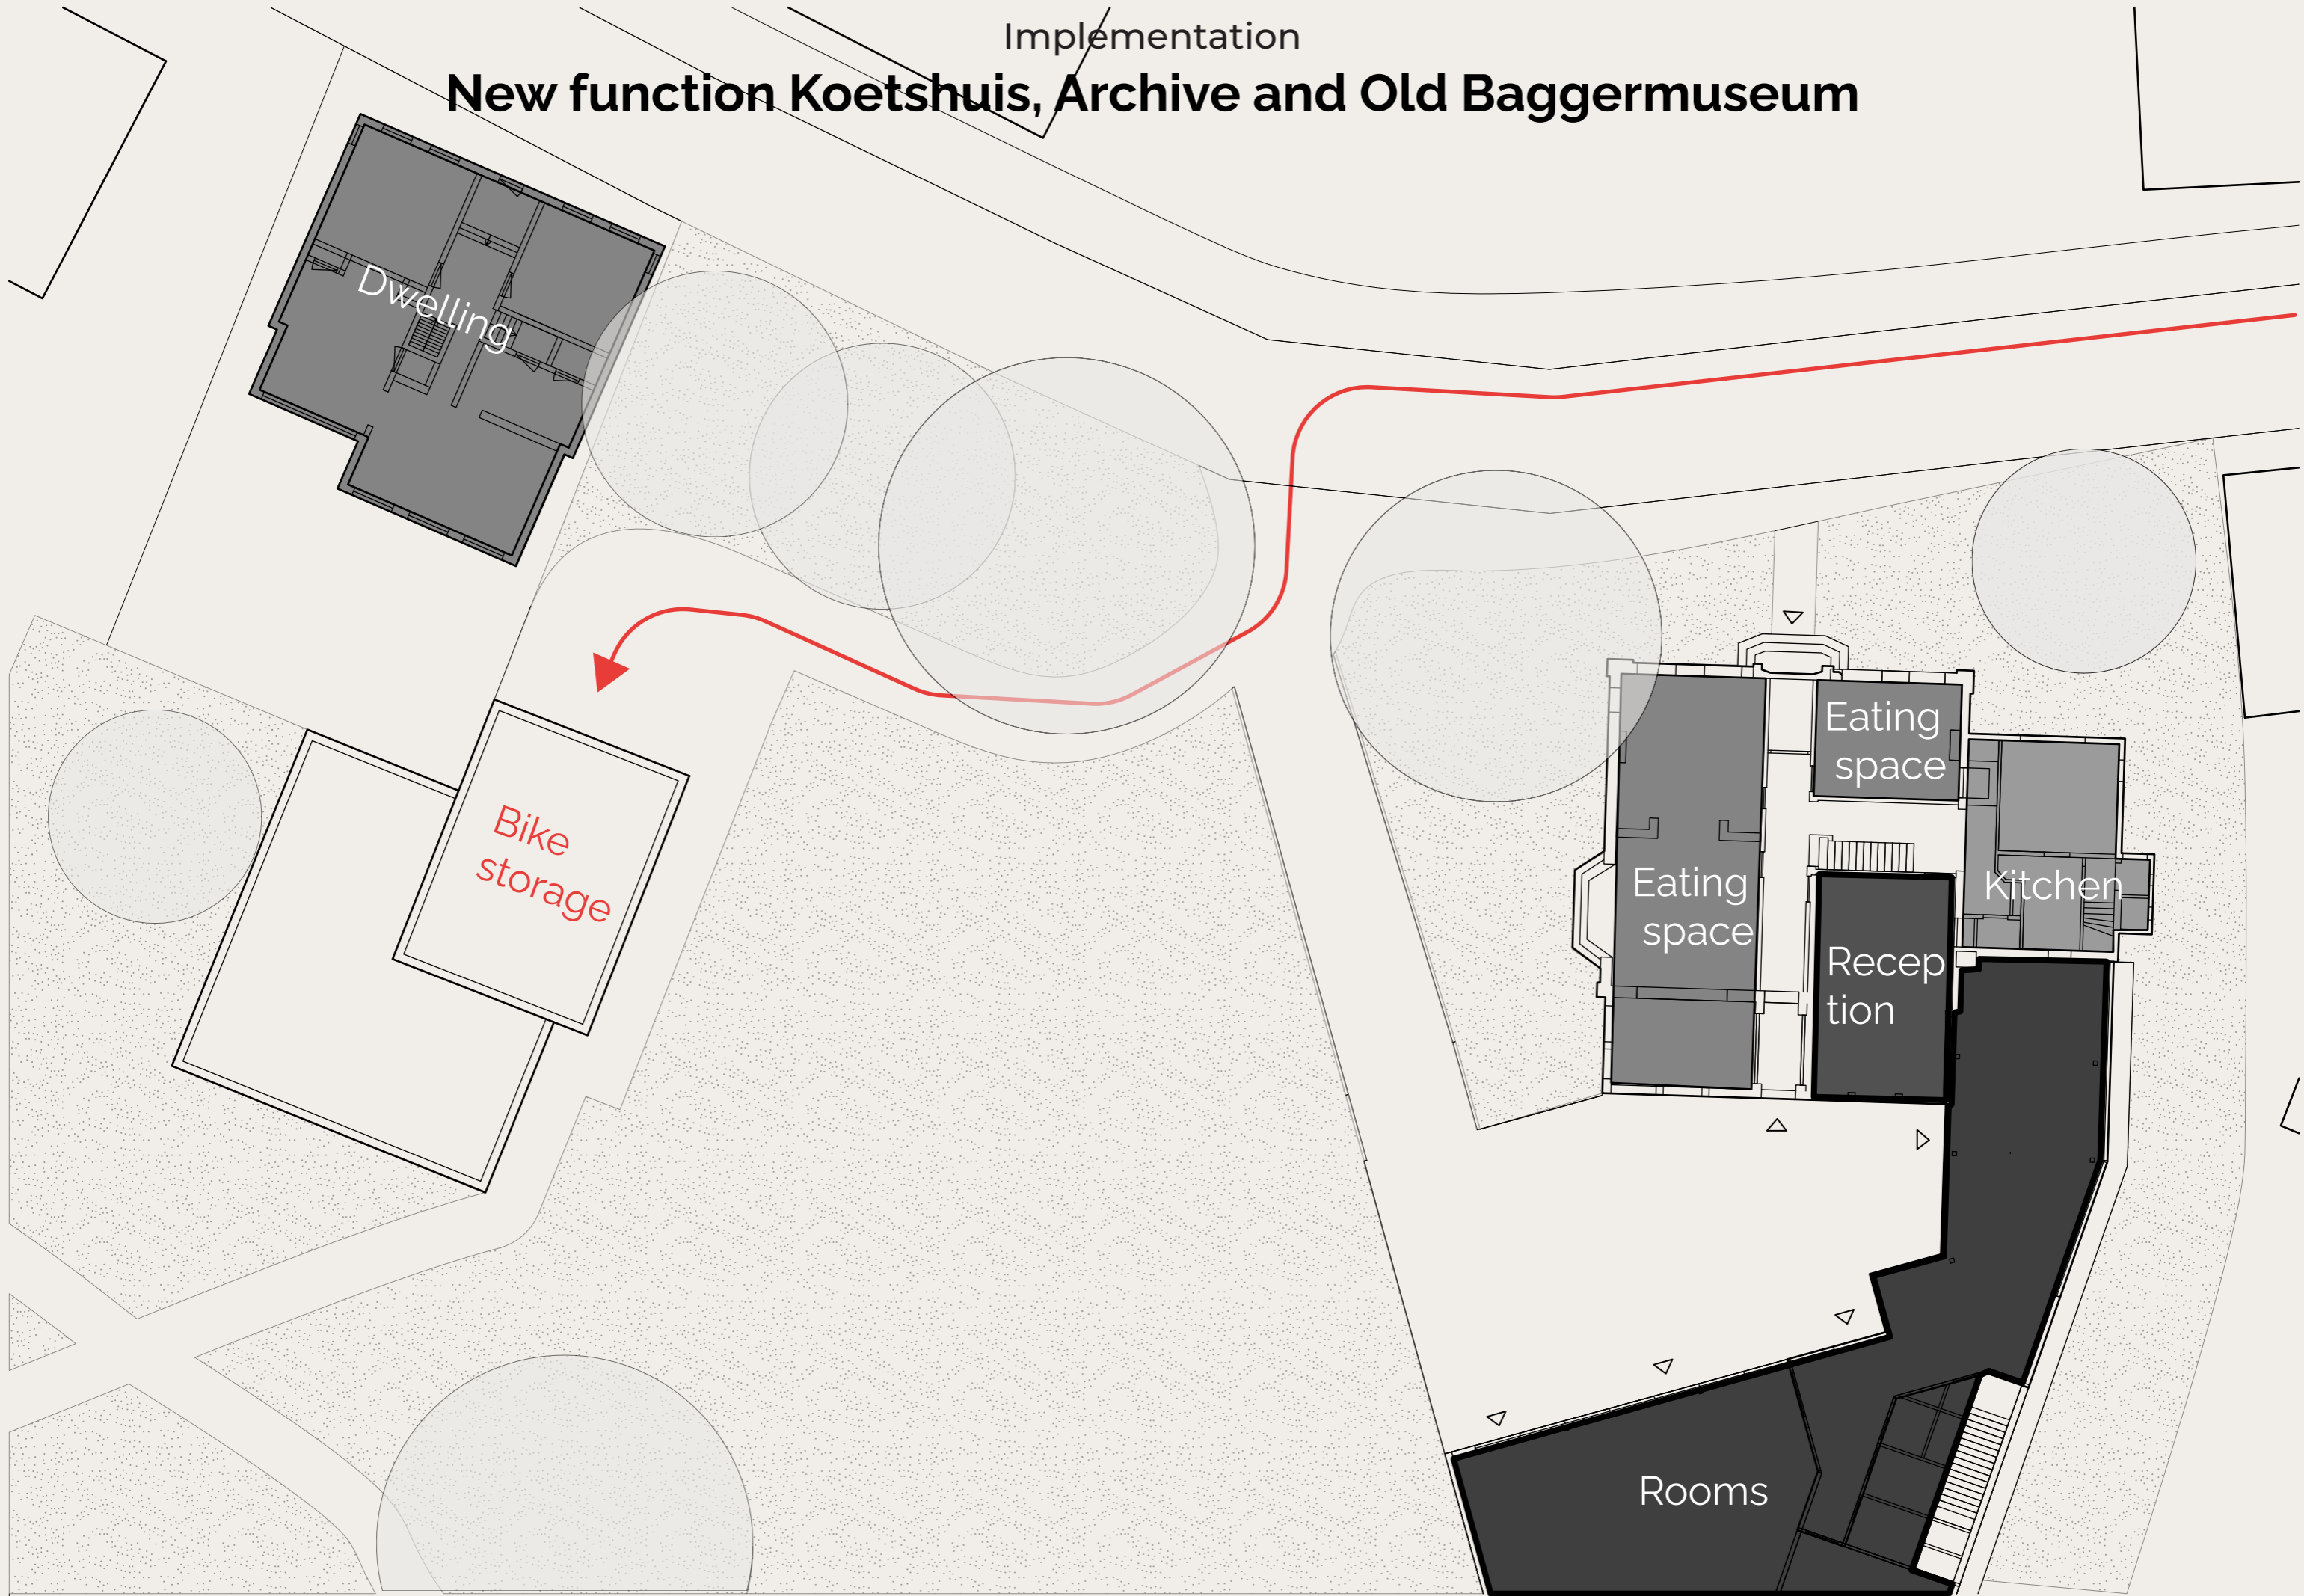 Implementation
New function Koetshuis, Archive and Old Baggermuseum
Dwelling
Eating
space
Bike
storage
Eating
space
Kitchen
Recep
tion
Rooms